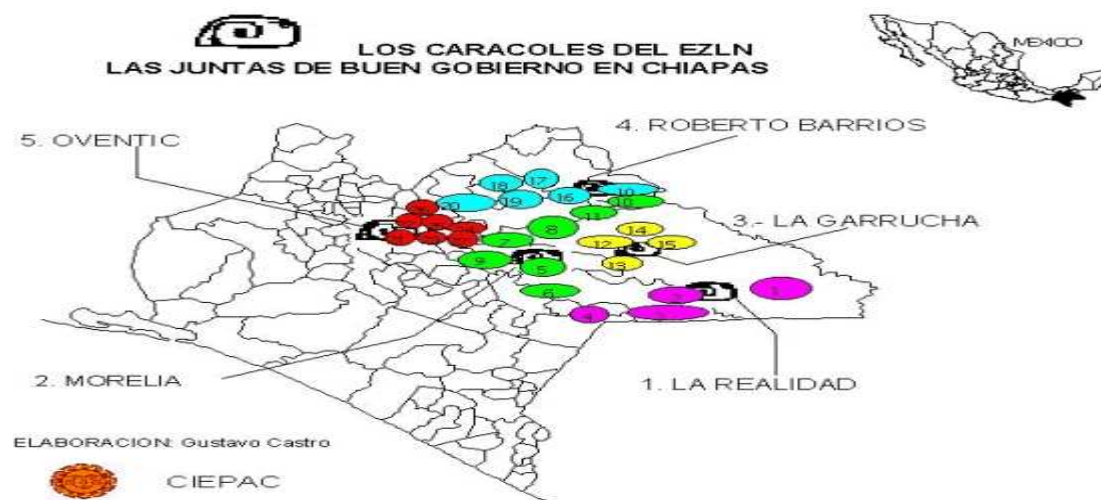 LOS CARACOLES DEL EZLN
LAS JUNTAS DE BUEN GOBIERNO EN CHIAPAS
MEXICO
5. OVENTIC
4. ROBERTO BARRIOS
3.- LA GARRUCHA
18
17
20
19
16
10
10
11
8
7
14
12
15
13
9
5
6
4
2
1
2. MORELIA
1. LA REALIDAD
ELABORACION: Gustavo Castro
CIEPAC